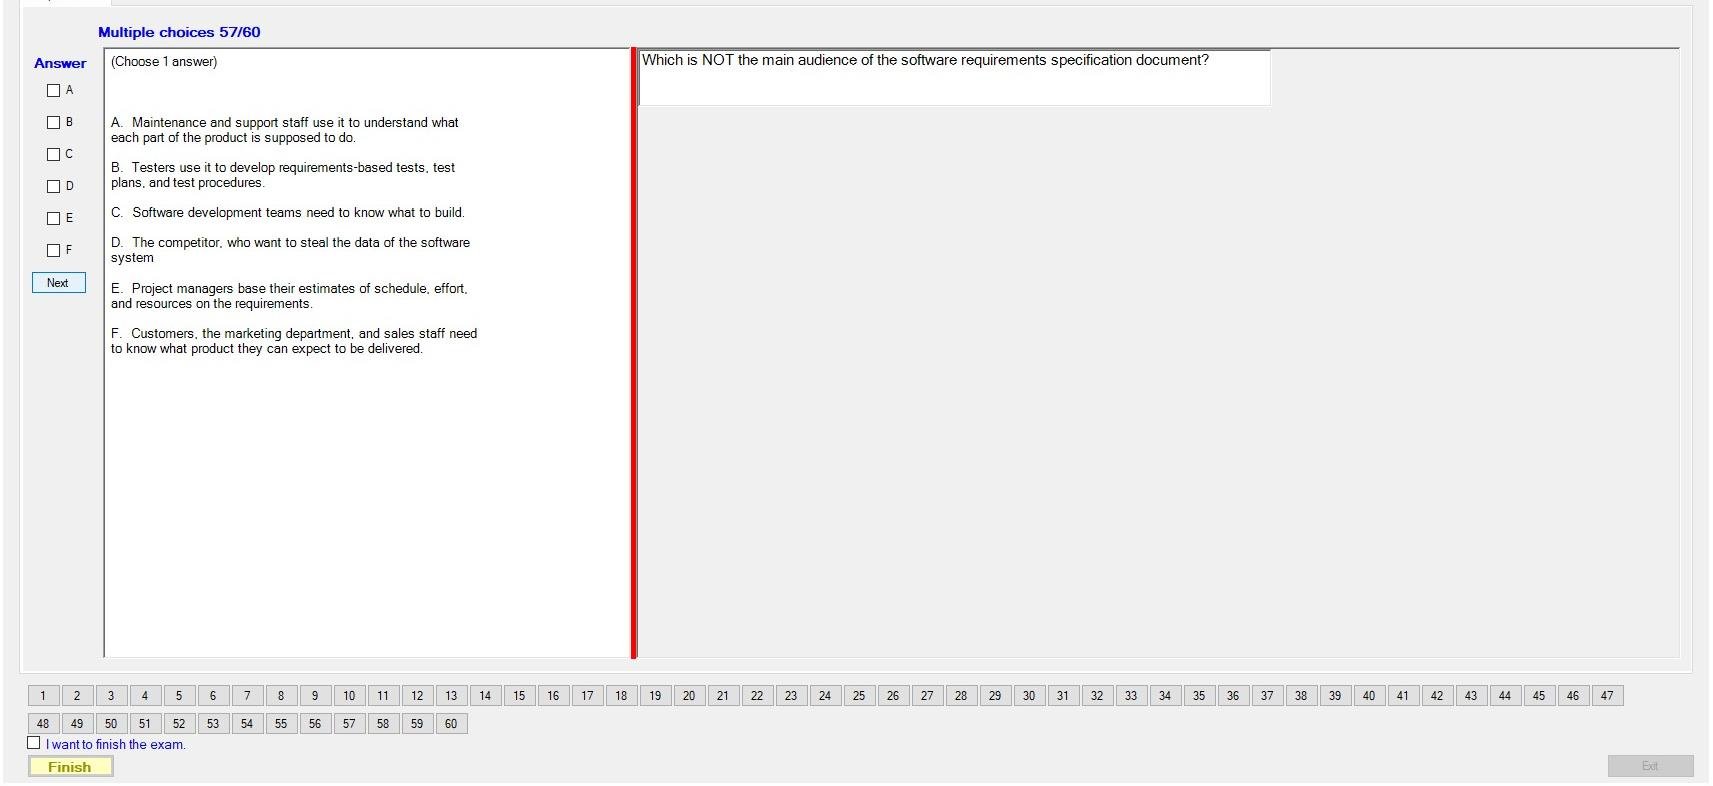 Multiple choices 57/60
Answer
A
B
C
D
E
F
Next
(Choose 1 answer)
A. Maintenance and support staff use it to understand what
each part of the product is supposed to do.
B. Testers use it to develop requirements-based tests, test
plans, and test procedures.
C. Software development teams need to know what to build.
D. The competitor, who want to steal the data of the software
system
E. Project managers base their estimates of schedule, effort,
and resources on the requirements.
F. Customers, the marketing department, and sales staff need
to know what product they can expect to be delivered.
Which is NOT the main audience of the software requirements specification document?
1 2 3 4 5 6 7 8 9 10 11 12 13 14 15 16 17 18 19 20 21 22 23 24 25 26 27 28 29 30 31 32 33 34 35 36 37 38 39 40 41 42 43 44 45 46 47
48 49 50 51 52 53 54 55 56 57 58 59 60
I want to finish the exam.
Finish
Exit